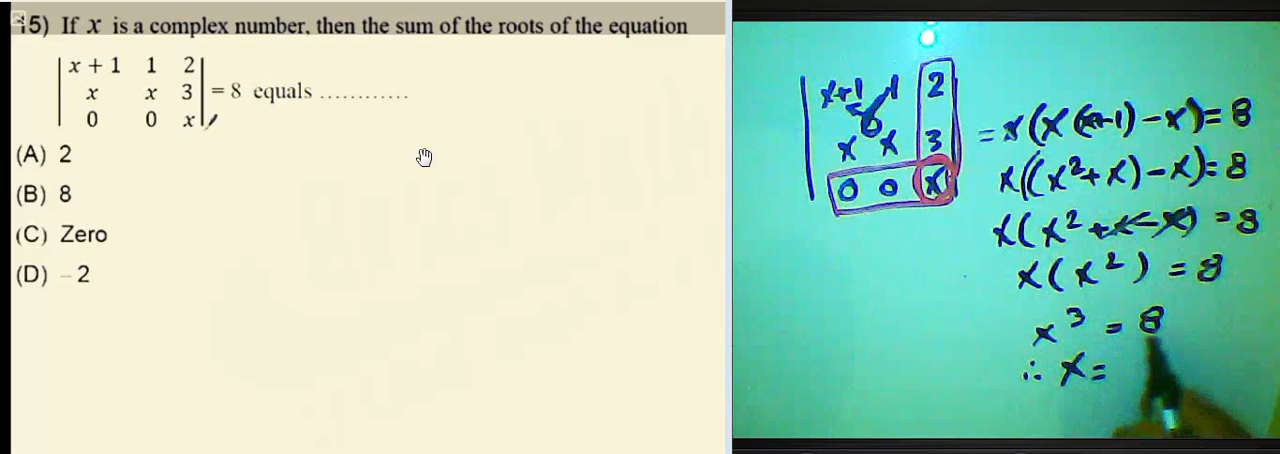 15) If x is a complex number, then the sum of the roots of the equation
| x + 1 1 2 |
| x x 3 | = 8 equals ............
| 0 0 x |
(A) 2
(B) 8
(C) Zero
(D) - 2
| x+1 1 2 |
| x x 3 |
| 0 0 x |
= x(x(x+1) - x) = 8
x((x² + x) - x) = 8
x(x² + x - x) = 8
x(x²) = 8
x³ = 8
∴ x =